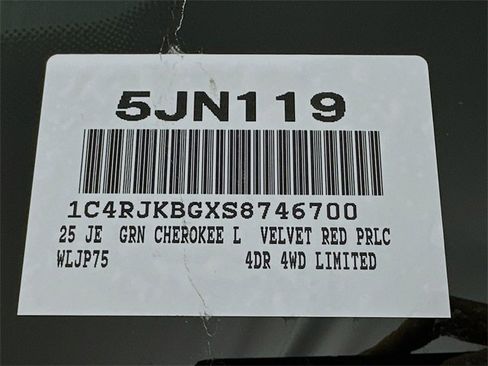 5JN119
1C4RJKBGXS8746700
25 JE GRN CHEROKEE L VELVET RED PRLC
WLJP75 4DR 4WD LIMITED